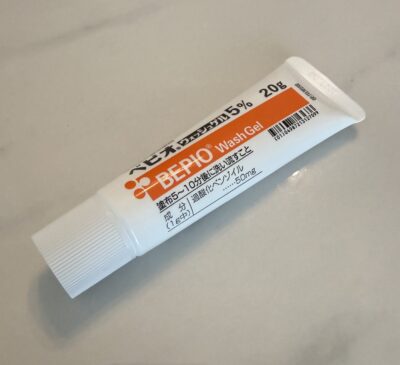 ベピオ®ウォッシュゲル5% 20g
BEPIO® Wash Gel
塗布5~10分後に洗い流すこと
成分
(1g中)
過酸化ベンゾイル
……50mg